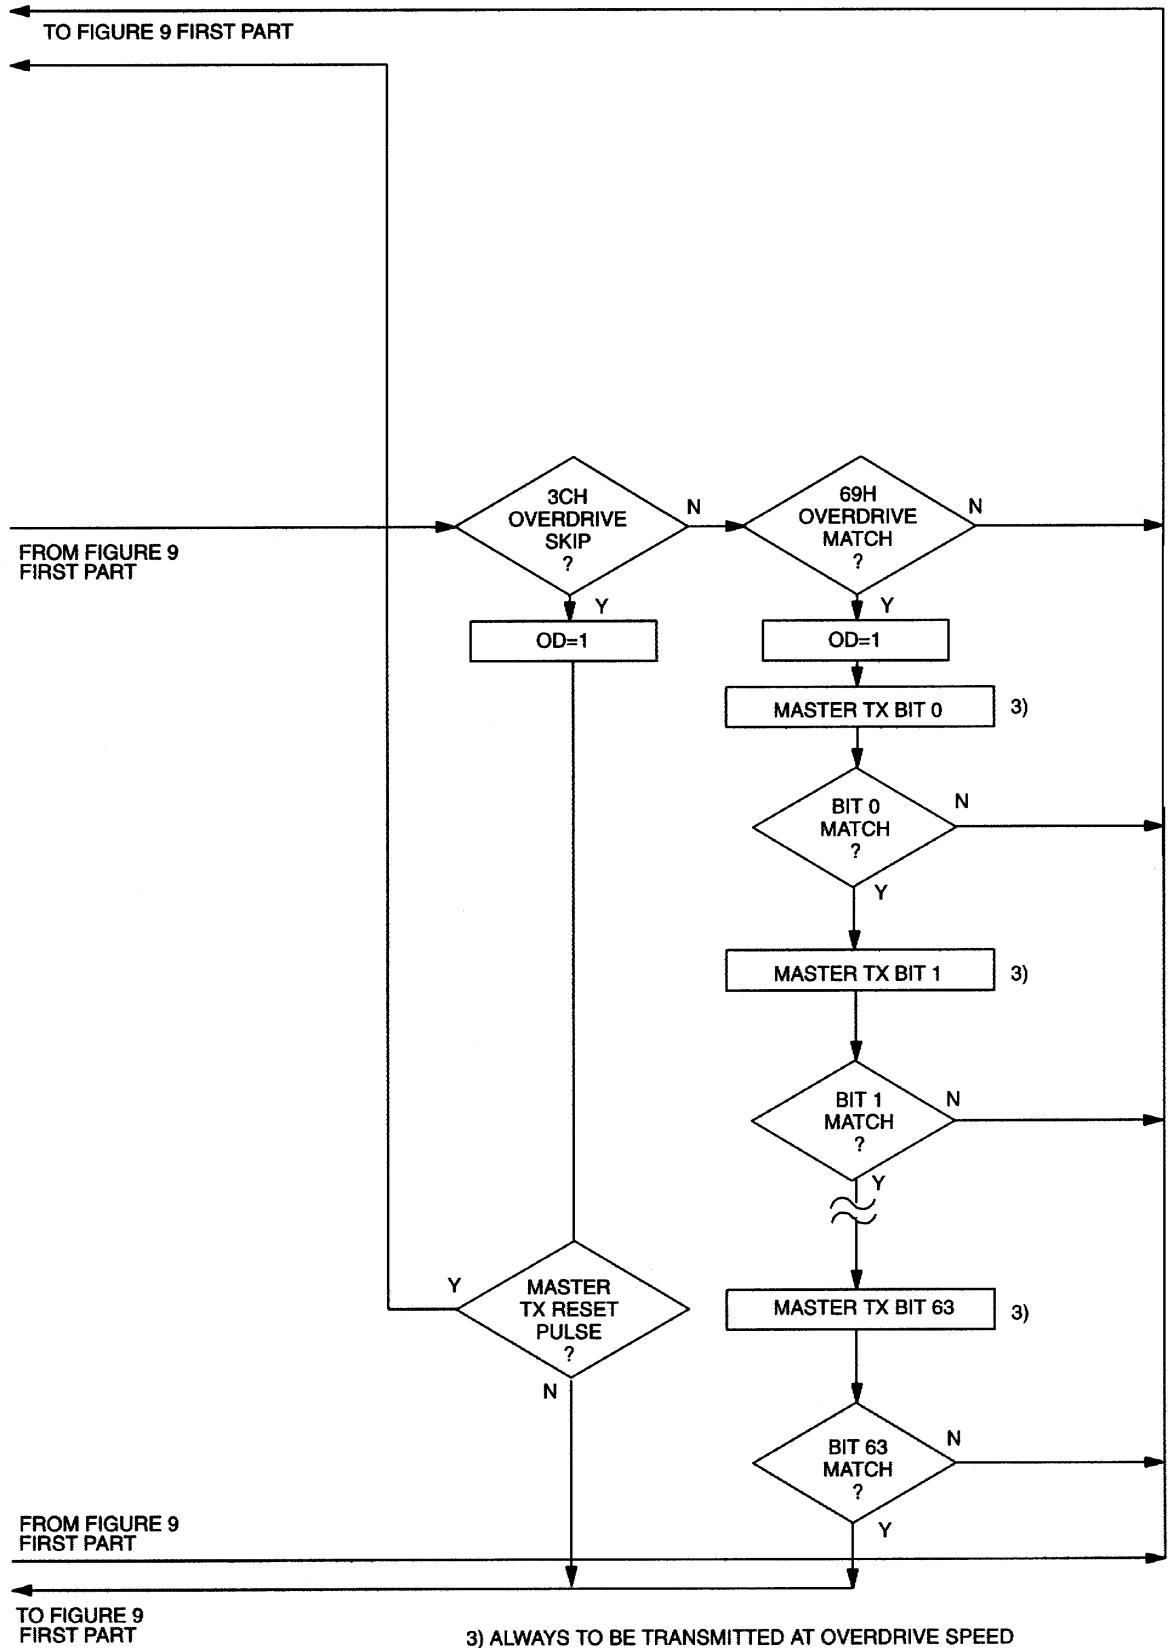 TO FIGURE 9 FIRST PART
3CH
OVERDRIVE
SKIP
?
N
69H
OVERDRIVE
MATCH
?
N
FROM FIGURE 9
FIRST PART
Y
Y
OD=1
OD=1
MASTER TX BIT 0
3)
BIT 0
MATCH
?
N
Y
MASTER TX BIT 1
3)
BIT 1
MATCH
?
N
Y
MASTER
TX RESET
PULSE
?
Y
N
MASTER TX BIT 63
3)
BIT 63
MATCH
?
N
Y
FROM FIGURE 9
FIRST PART
TO FIGURE 9
FIRST PART
3) ALWAYS TO BE TRANSMITTED AT OVERDRIVE SPEED